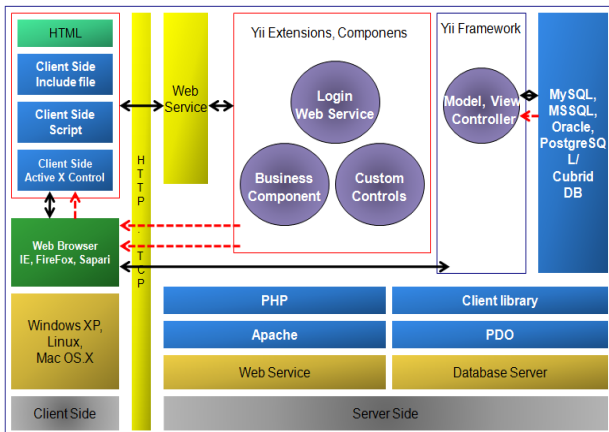 HTML
Client Side
Include file
Client Side
Script
Client Side
Active X Control
Web Browser
IE, FireFox, Sapari
Windows XP,
Linux,
Mac OS.X
Client Side
HTTP · TCP
Web
Service
Yii Extensions, Componens
Login
Web Service
Business
Component
Custom
Controls
Yii Framework
Model, View
Controller
MySQL,
MSSQL,
Oracle,
PostgreSQ
L/
Cubrid
DB
PHP
Client library
Apache
PDO
Web Service
Database Server
Server Side